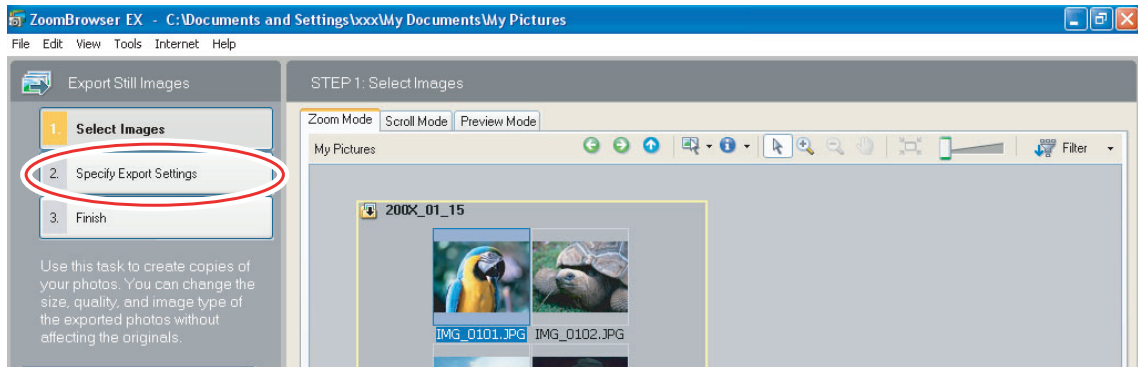 ZoomBrowser EX - C:\Documents and Settings\xxx\My Documents\My Pictures
File Edit View Tools Internet Help
Export Still Images
1. Select Images
2. Specify Export Settings
3. Finish
Use this task to create copies of
your photos. You can change the
size, quality, and image type of
the exported photos without
affecting the originals.
STEP 1: Select Images
Zoom Mode Scroll Mode Preview Mode
My Pictures Filter
200X_01_15
IMG_0101.JPG IMG_0102.JPG